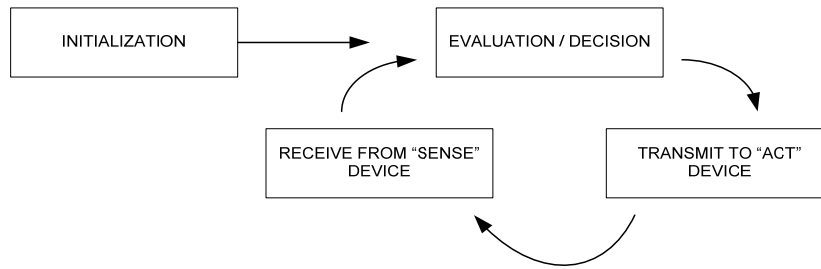 INITIALIZATION
EVALUATION / DECISION
RECEIVE FROM “SENSE”
DEVICE
TRANSMIT TO “ACT”
DEVICE